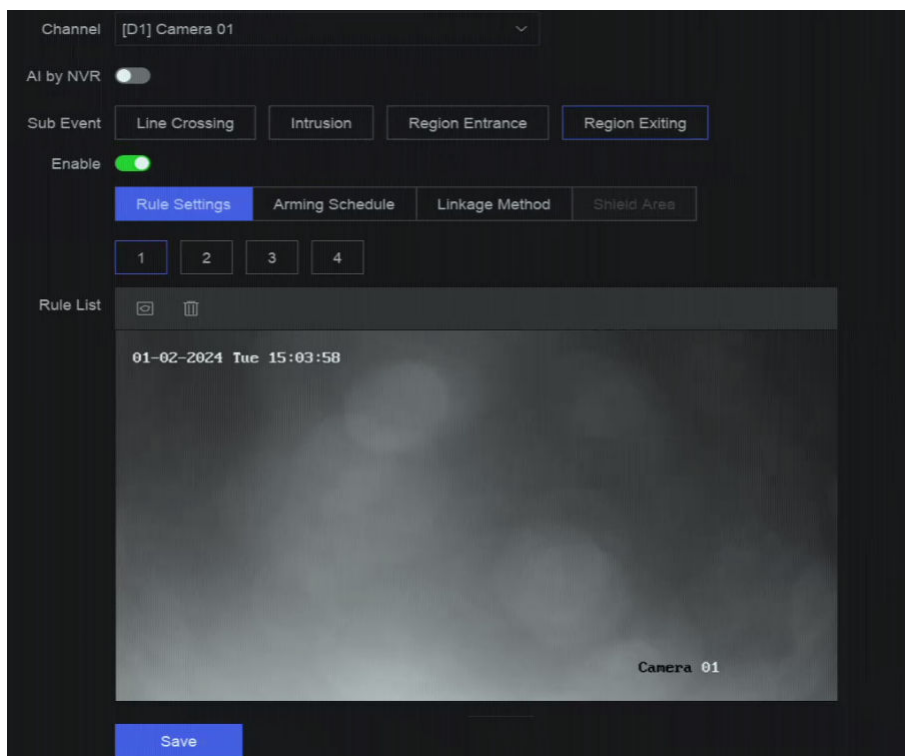 Channel [D1] Camera 01
AI by NVR
Sub Event Line Crossing Intrusion Region Entrance Region Exiting
Enable
Rule Settings Arming Schedule Linkage Method Shield Area
1 2 3 4
Rule List
01-02-2024 Tue 15:03:58
Camera 01
Save